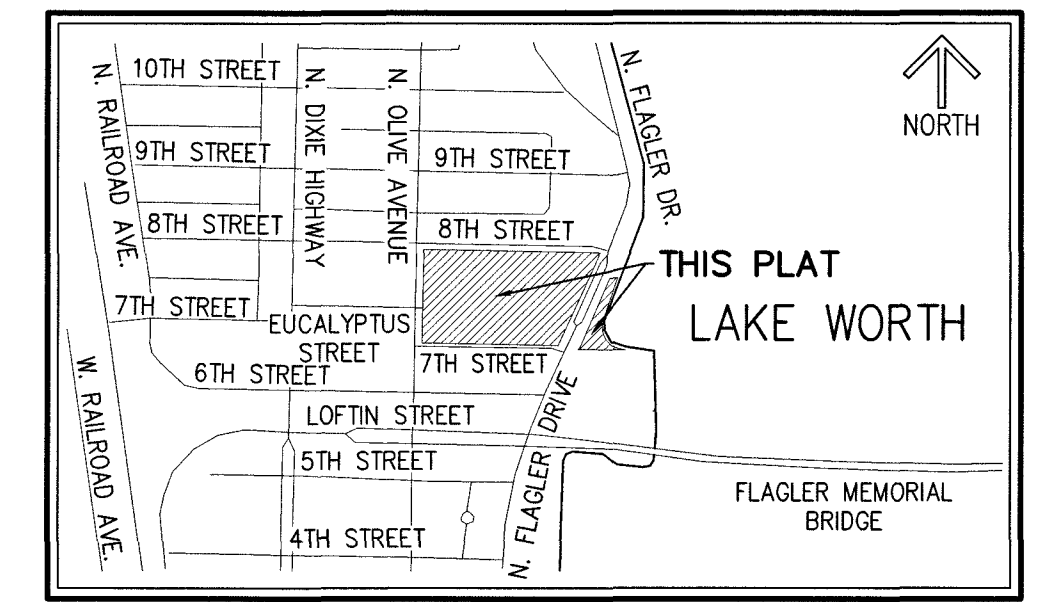 10TH STREET
N. RAILROAD AVE.
N. DIXIE HIGHWAY
N. OLIVE AVENUE
N. FLAGLER DR.
NORTH
9TH STREET
9TH STREET
8TH STREET
8TH STREET
THIS PLAT
LAKE WORTH
7TH STREET
EUCALYPTUS
STREET
7TH STREET
6TH STREET
W. RAILROAD AVE.
LOFTIN STREET
N. FLAGLER DRIVE
5TH STREET
FLAGLER MEMORIAL
BRIDGE
4TH STREET